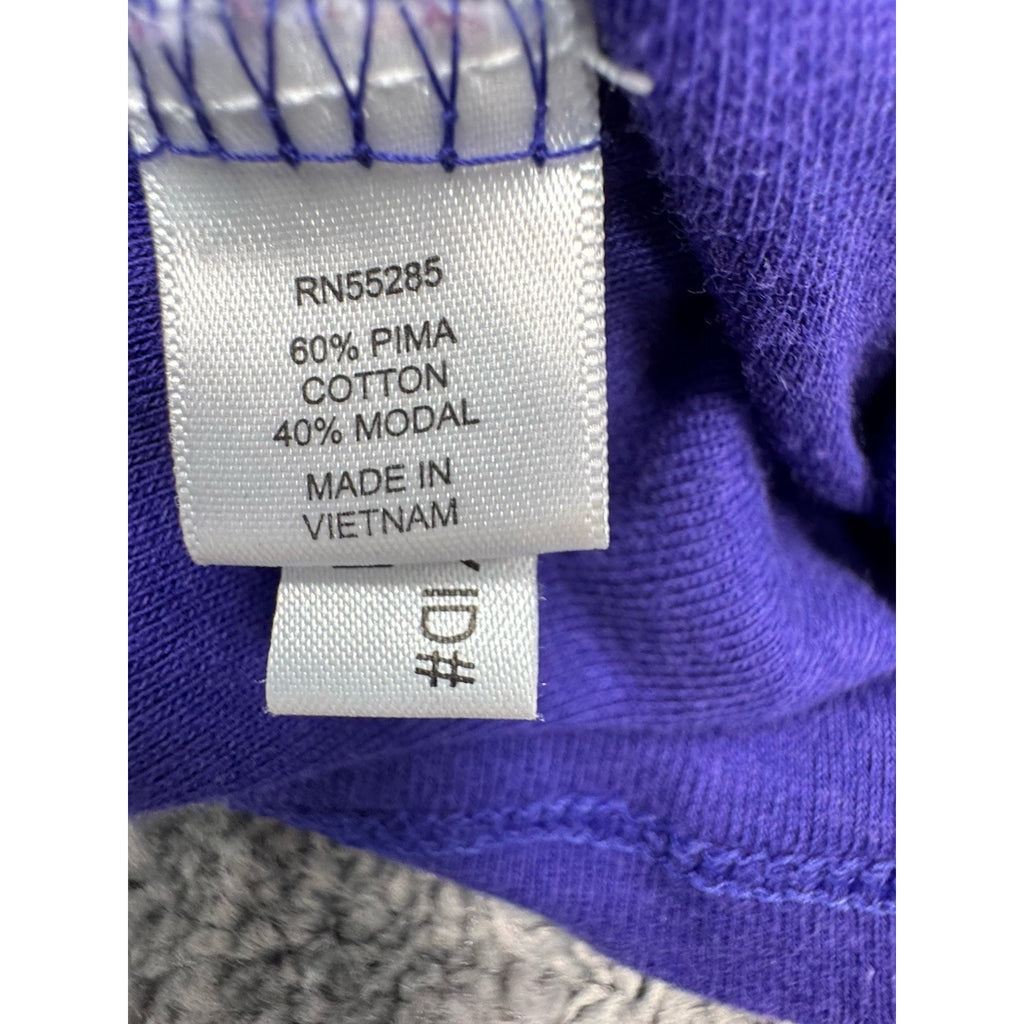 RN55285
60% PIMA
COTTON
40% MODAL
MADE IN
VIETNAM
ID#